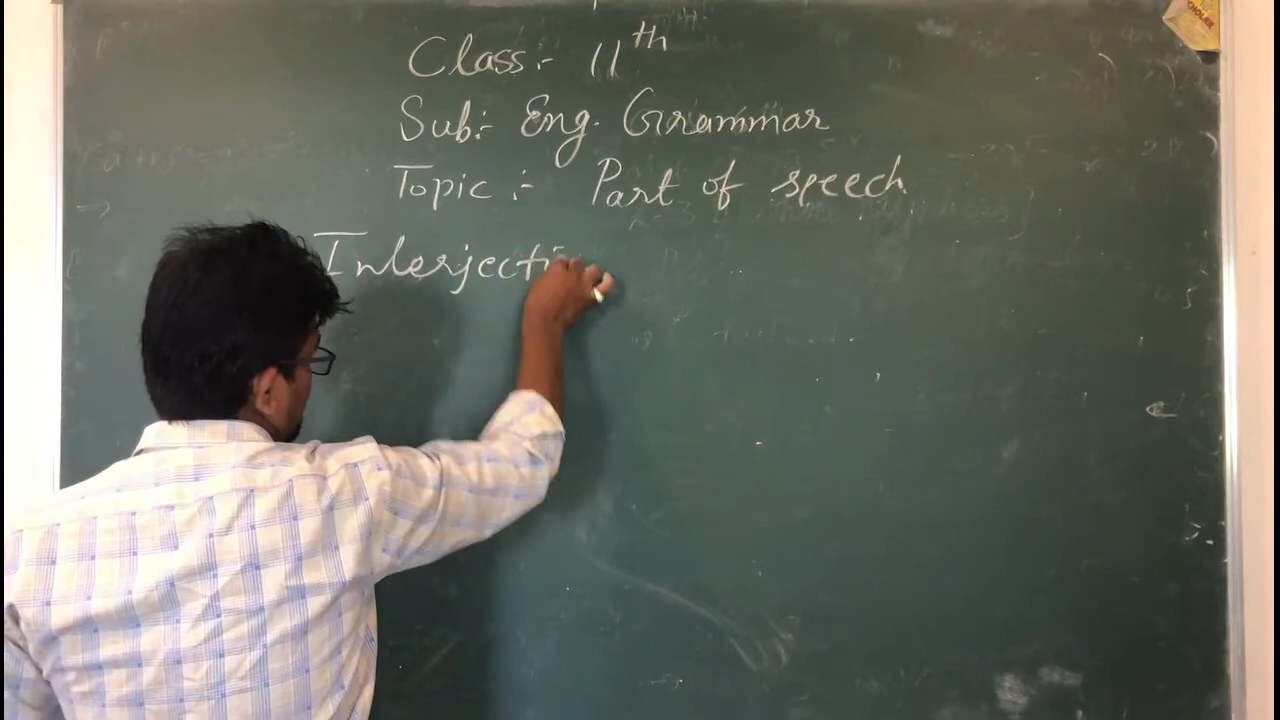 Class:- 11th
Sub:- Eng. Grammar
Topic:- Part of speech
Interjecti